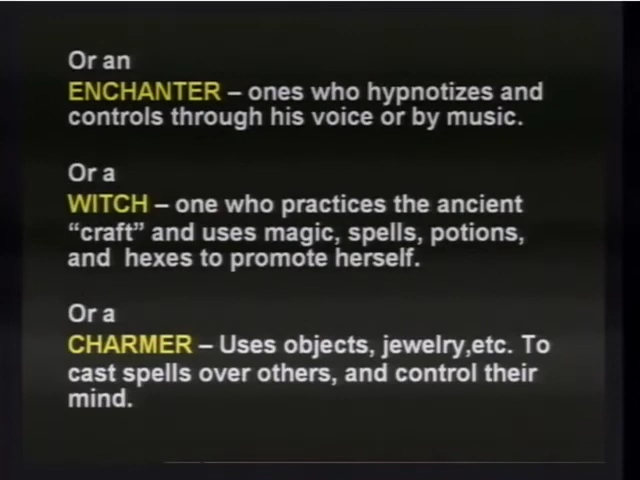 Or an
ENCHANTER – ones who hypnotizes and
controls through his voice or by music.
Or a
WITCH – one who practices the ancient
“craft” and uses magic, spells, potions,
and  hexes to promote herself.
Or a
CHARMER – Uses objects, jewelry,etc. To
cast spells over others, and control their
mind.